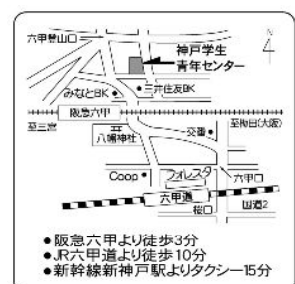 六甲登山口
N
神戸学生
青年センター
みなとBK
三井住友BK
阪急六甲
至三宮
八幡神社
交番
至梅田(大阪)
Coop
フォレスタ
六甲口
六甲道
桜口
国道2
●阪急六甲より徒歩3分
●JR六甲道より徒歩10分
●新幹線新神戸駅よりタクシー15分